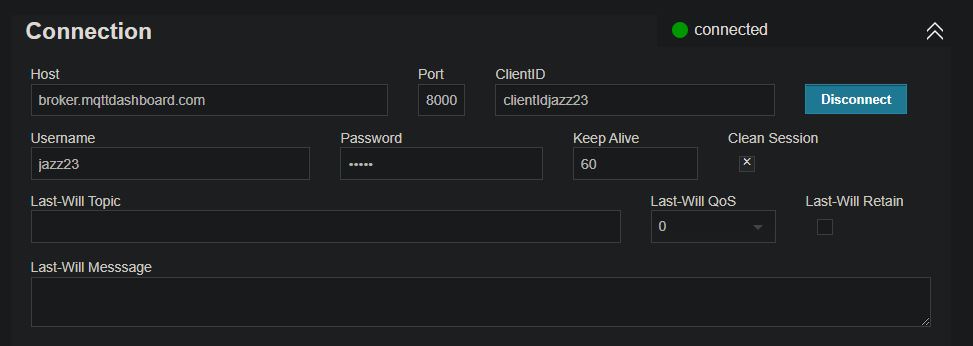 Connection
connected
Host
Port
ClientID
broker.mqttdashboard.com
8000
clientIdjazz23
Disconnect
Username
Password
Keep Alive
Clean Session
jazz23
•••••
60
Last-Will Topic
Last-Will QoS
Last-Will Retain
0
Last-Will Messsage